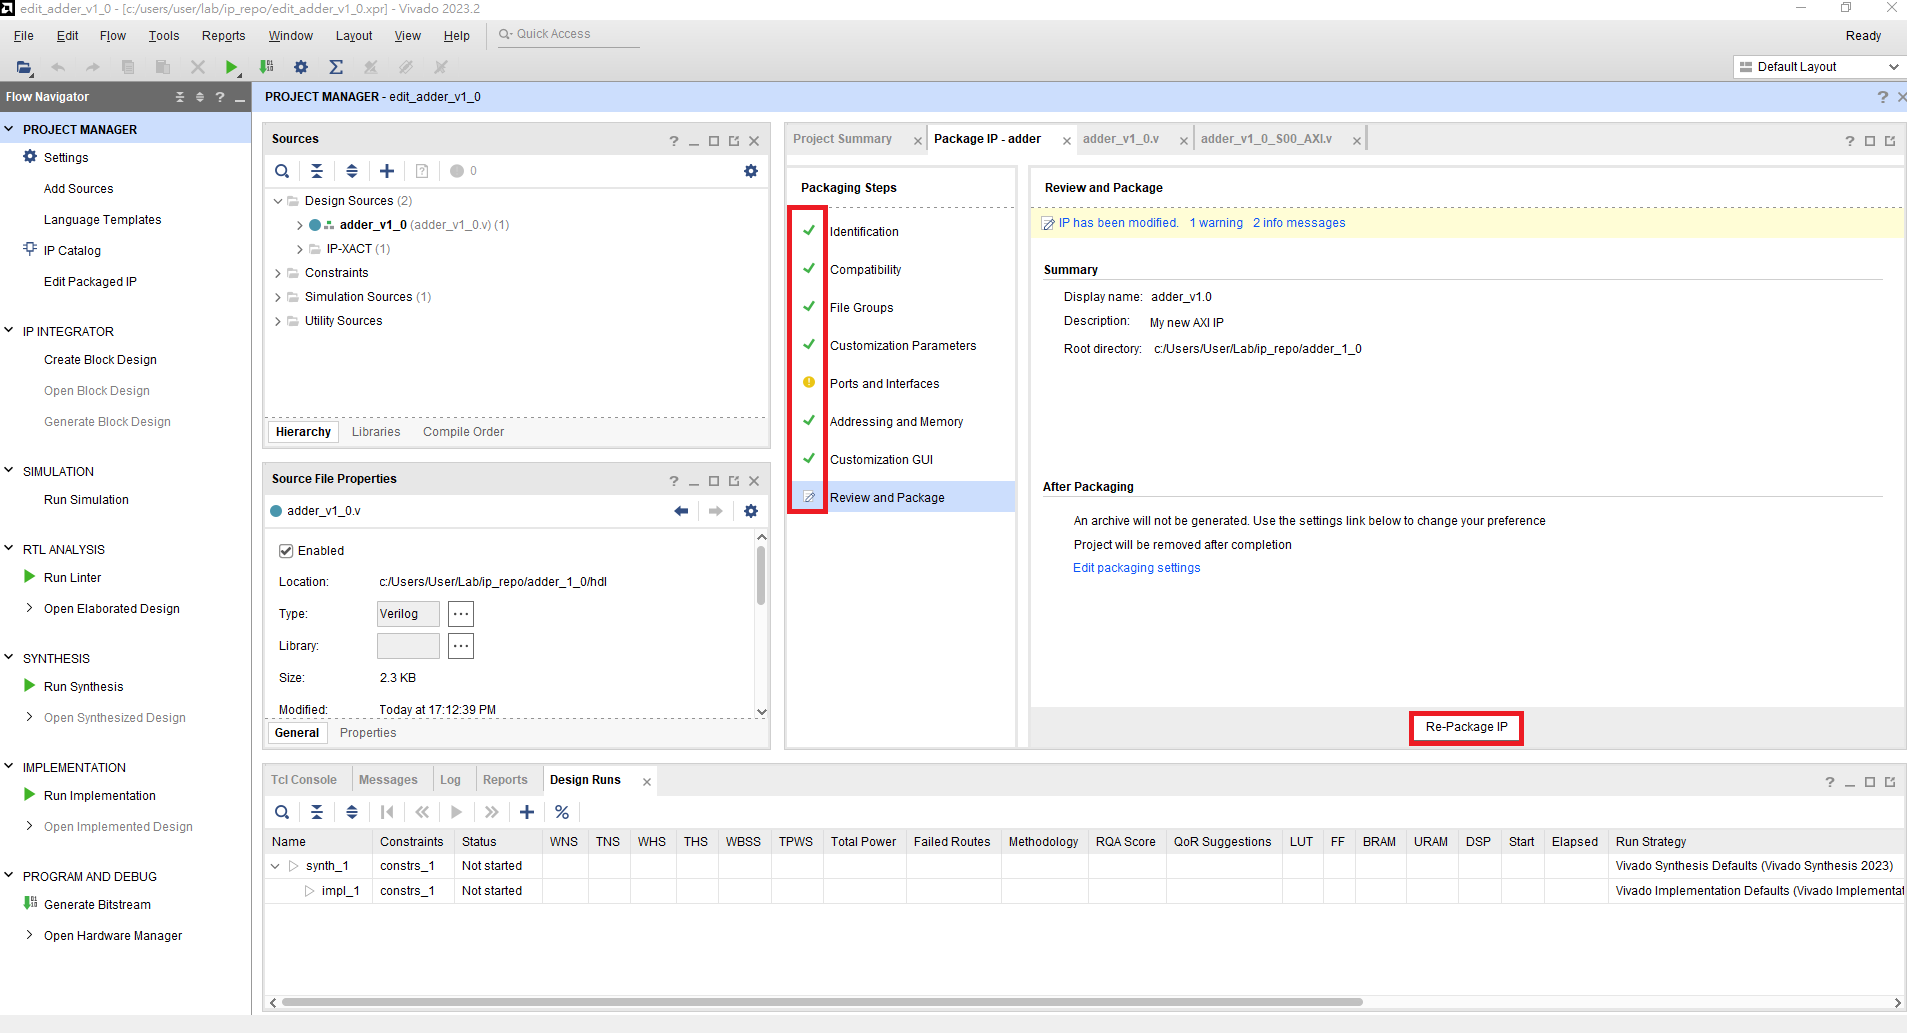 edit_adder_v1_0 - [c:/users/user/lab/ip_repo/edit_adder_v1_0.xpr] - Vivado 2023.2
File Edit Flow Tools Reports Window Layout View Help Quick Access
Ready
Default Layout
Flow Navigator
PROJECT MANAGER
Settings
Add Sources
Language Templates
IP Catalog
Edit Packaged IP
IP INTEGRATOR
Create Block Design
Open Block Design
Generate Block Design
SIMULATION
Run Simulation
RTL ANALYSIS
Run Linter
Open Elaborated Design
SYNTHESIS
Run Synthesis
Open Synthesized Design
IMPLEMENTATION
Run Implementation
Open Implemented Design
PROGRAM AND DEBUG
Generate Bitstream
Open Hardware Manager
PROJECT MANAGER - edit_adder_v1_0
Sources
0
Design Sources (2)
adder_v1_0 (adder_v1_0.v) (1)
IP-XACT (1)
Constraints
Simulation Sources (1)
Utility Sources
Hierarchy Libraries Compile Order
Source File Properties
adder_v1_0.v
Enabled
Location: c:/Users/User/Lab/ip_repo/adder_1_0/hdl
Type: Verilog
Library:
Size: 2.3 KB
Modified: Today at 17:12:39 PM
General Properties
Project Summary Package IP - adder adder_v1_0.v adder_v1_0_S00_AXI.v
Packaging Steps
Identification
Compatibility
File Groups
Customization Parameters
Ports and Interfaces
Addressing and Memory
Customization GUI
Review and Package
Review and Package
IP has been modified. 1 warning 2 info messages
Summary
Display name: adder_v1.0
Description: My new AXI IP
Root directory: c:/Users/User/Lab/ip_repo/adder_1_0
After Packaging
An archive will not be generated. Use the settings link below to change your preference
Project will be removed after completion
Edit packaging settings
Re-Package IP
Tcl Console Messages Log Reports Design Runs
Name Constraints Status WNS TNS WHS THS WBSS TPWS Total Power Failed Routes Methodology RQA Score QoR Suggestions LUT FF BRAM URAM DSP Start Elapsed Run Strategy
synth_1 constrs_1 Not started Vivado Synthesis Defaults (Vivado Synthesis 2023)
impl_1 constrs_1 Not started Vivado Implementation Defaults (Vivado Implementat